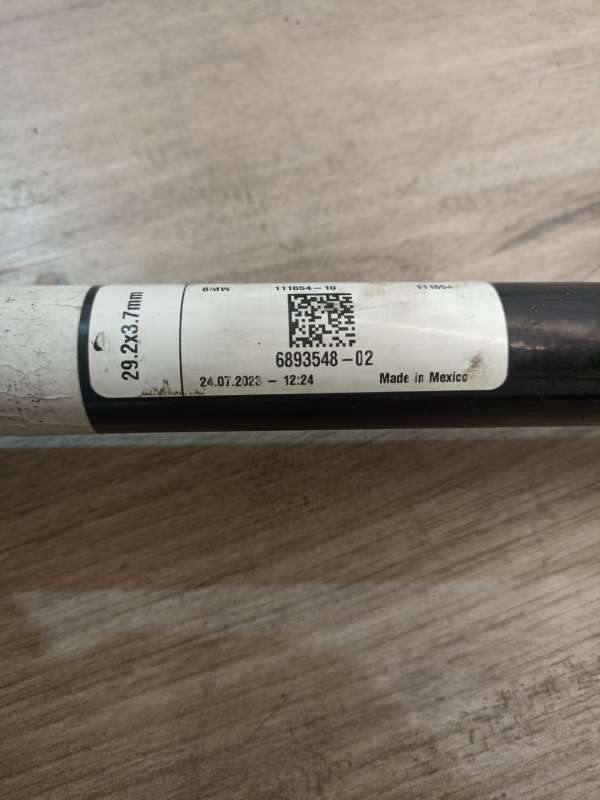 29.2x3.7mm
BMW 111654-10 111654
6893548-02
24.07.2023 - 12:24 Made in Mexico